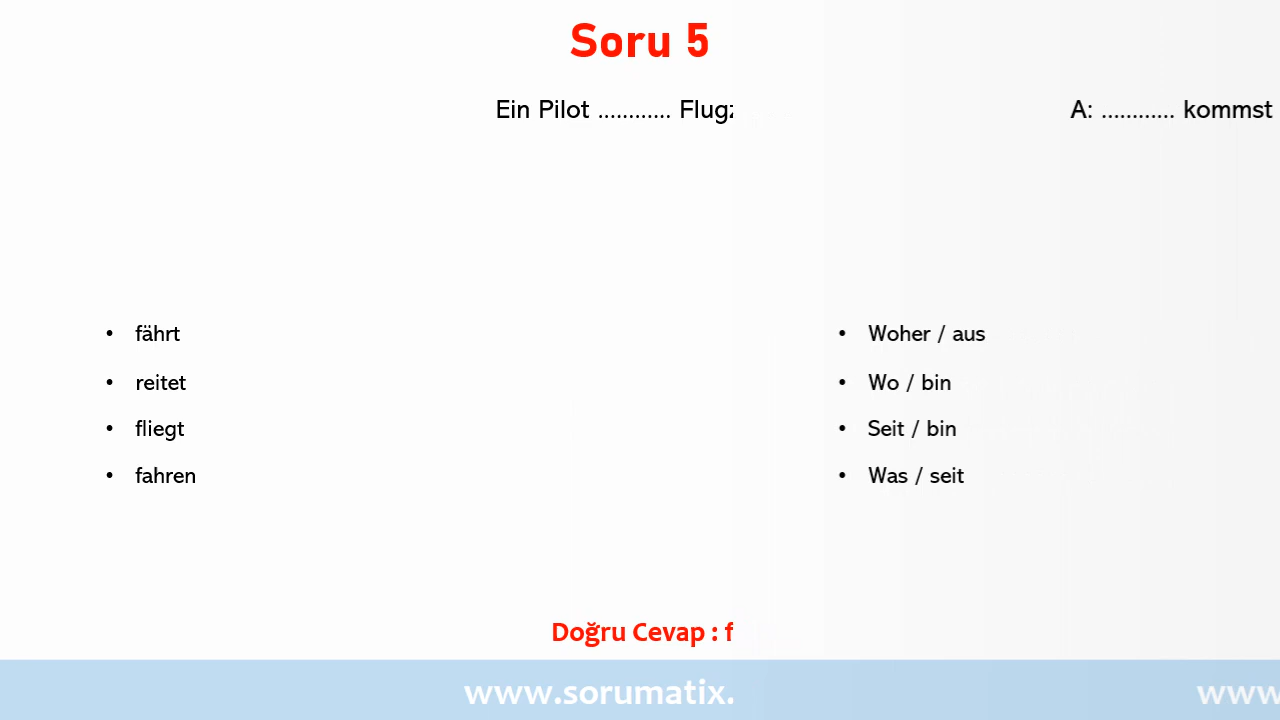 Soru 5
Ein Pilot ............ Flug
• fährt
• reitet
• fliegt
• fahren
Doğru Cevap : f
www.sorumatix.
A: ............ kommst
• Woher / aus
• Wo / bin
• Seit / bin
• Was / seit
www.